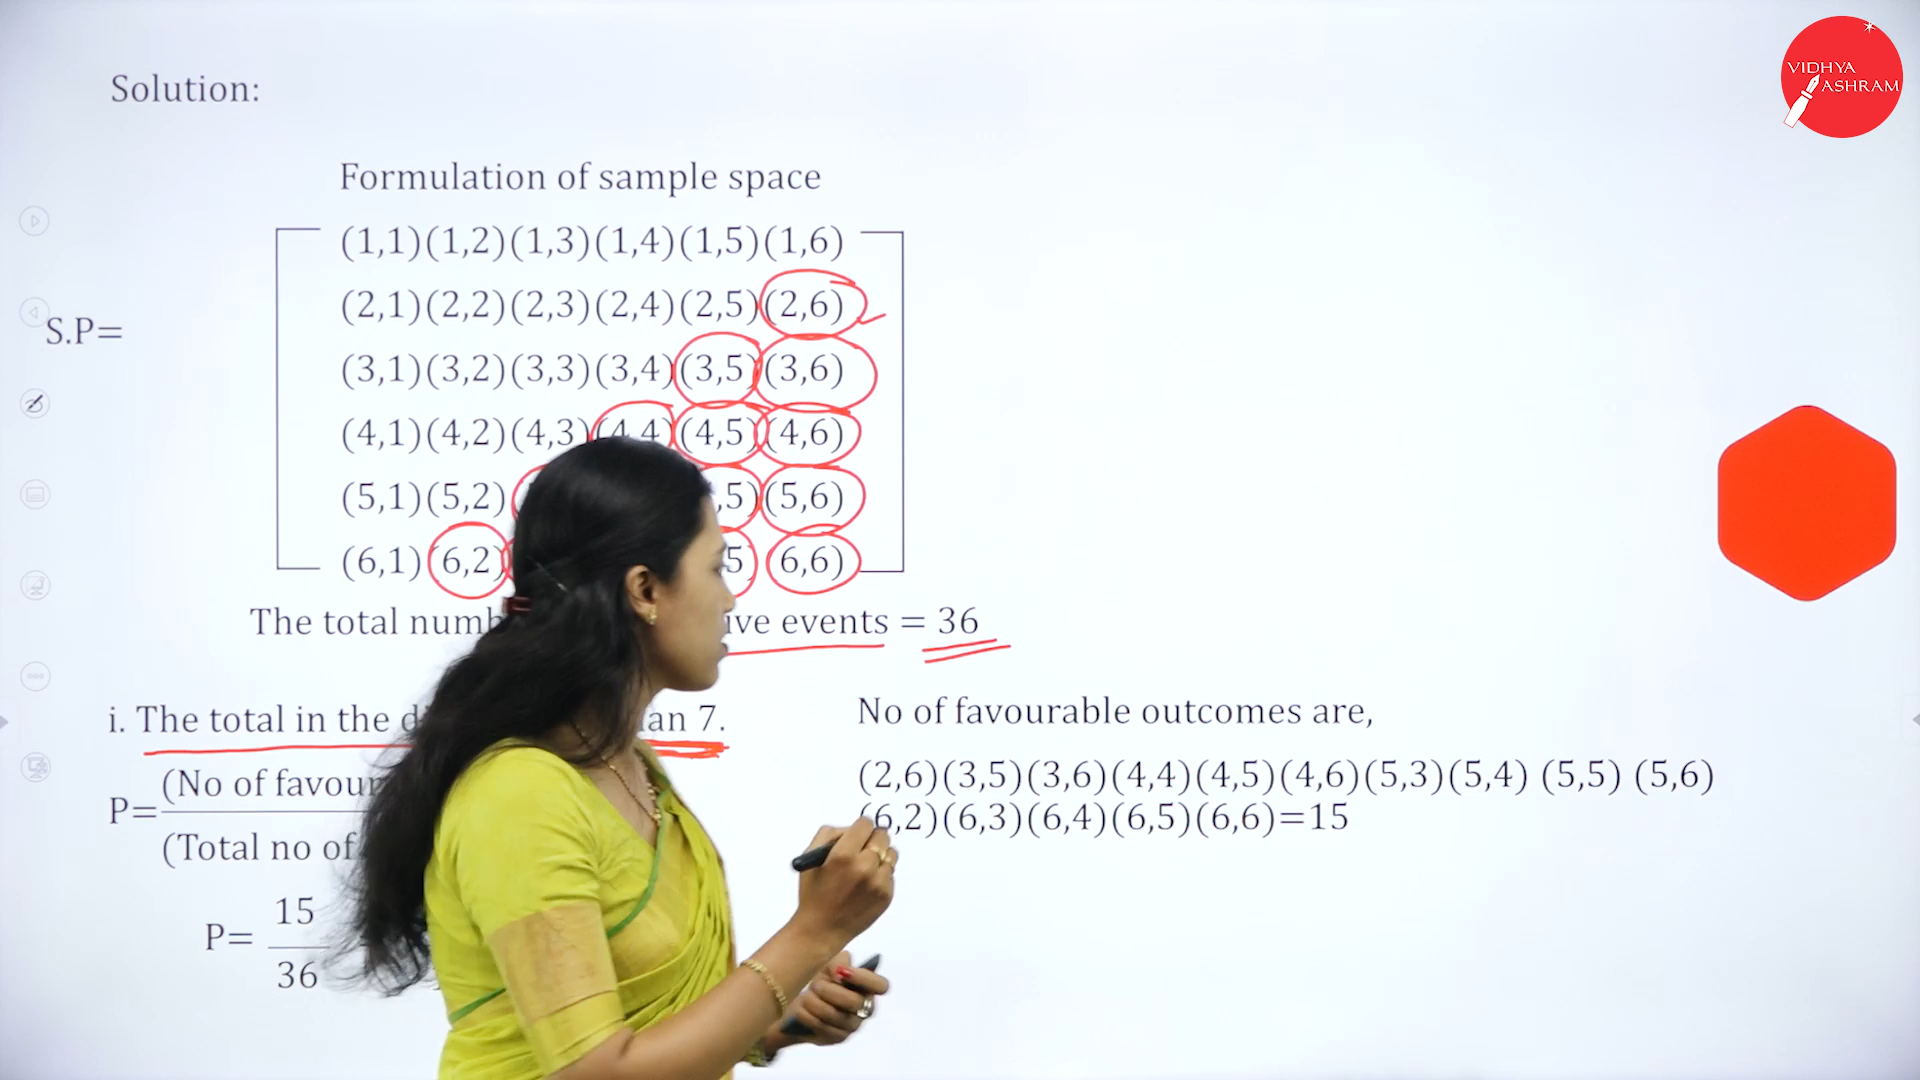 VIDHYA
ASHRAM
Solution:
Formulation of sample space
(1,1)(1,2)(1,3)(1,4)(1,5)(1,6)
(2,1)(2,2)(2,3)(2,4)(2,5)(2,6)
S.P=
(3,1)(3,2)(3,3)(3,4)(3,5)(3,6)
(4,1)(4,2)(4,3)(4,4)(4,5)(4,6)
(5,1)(5,2) ,5)(5,6)
(6,1)(6,2) 5) 6,6)
The total events = 36
i. The total in the 7.
(No of
P=
(Total no of
P= 15
36
No of favourable outcomes are,
(2,6)(3,5)(3,6)(4,4)(4,5)(4,6)(5,3)(5,4) (5,5) (5,6)
(6,2)(6,3)(6,4)(6,5)(6,6)=15